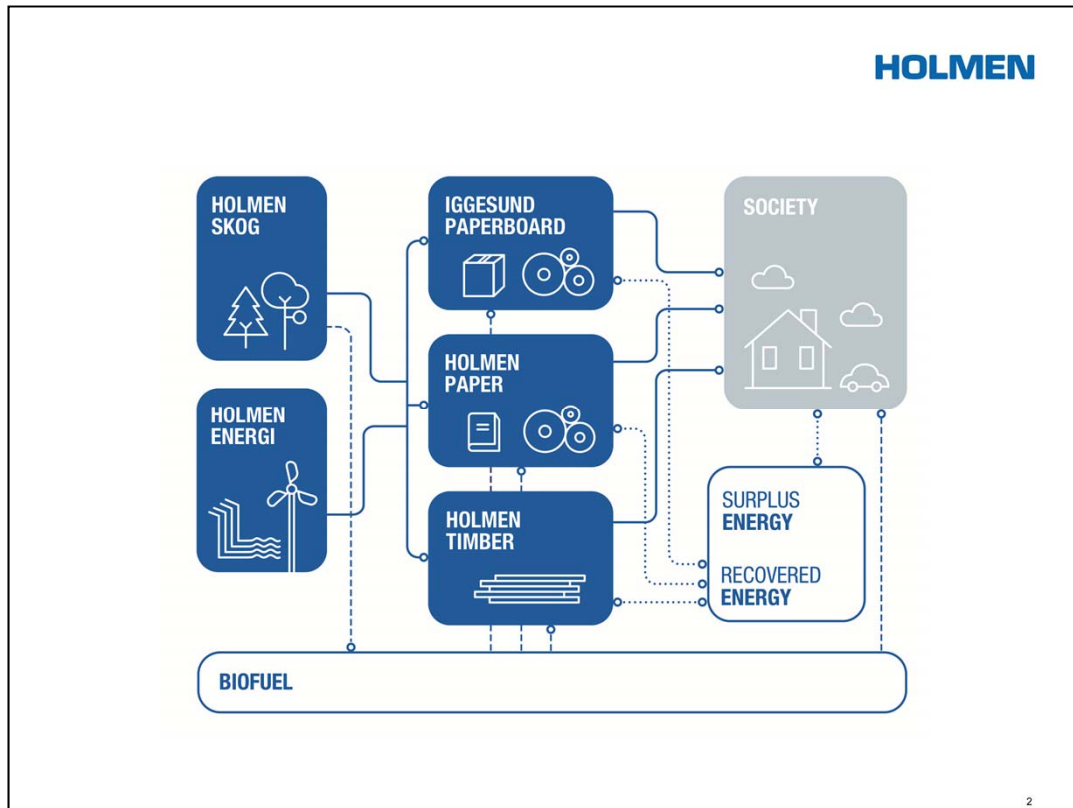 HOLMEN
HOLMEN
SKOG
IGGESUND
PAPERBOARD
SOCIETY
HOLMEN
PAPER
HOLMEN
ENERGI
HOLMEN
TIMBER
SURPLUS
ENERGY
RECOVERED
ENERGY
BIOFUEL
2